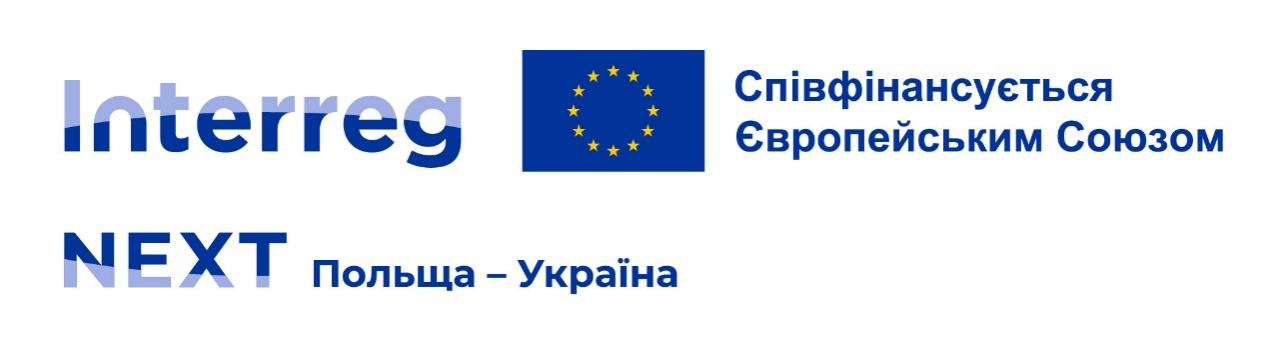 Interreg
Співфінансується
Європейським Союзом
NEXT Польща – Україна